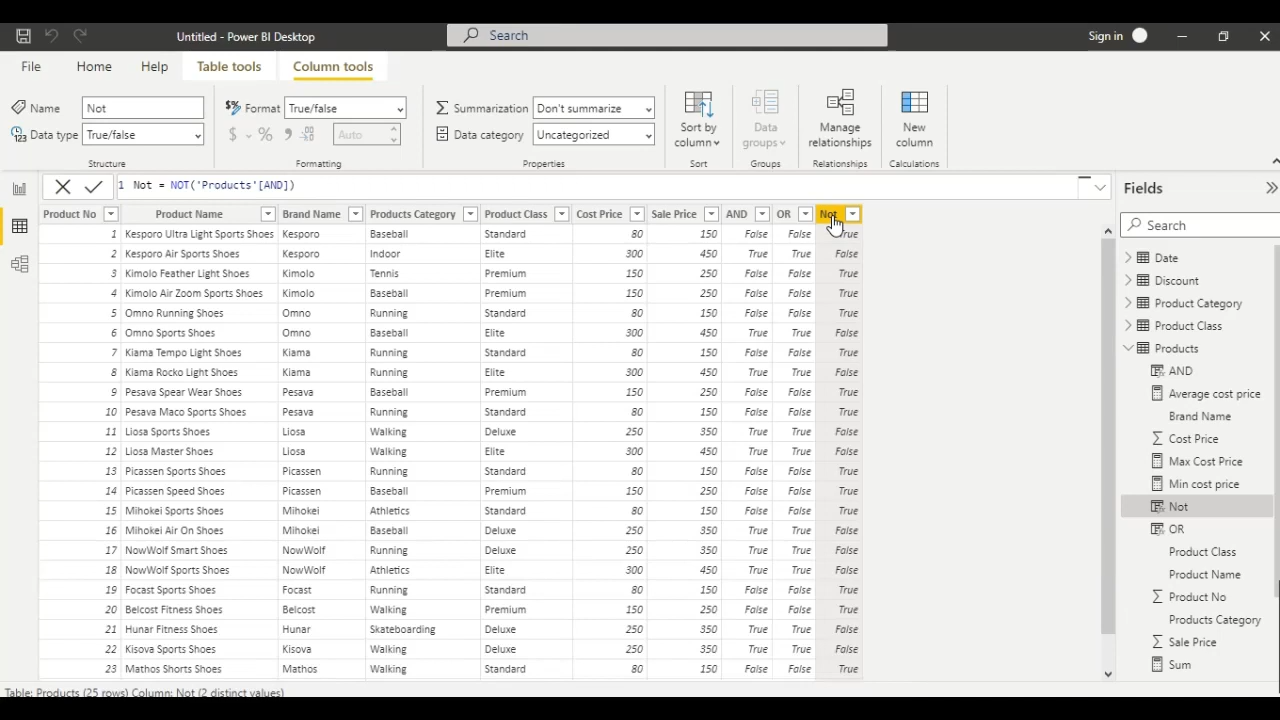 Untitled - Power BI Desktop
Search
Sign in
File Home Help Table tools Column tools
Name Not
Data type True/false
Structure
$% Format True/false
$ % Auto
Formatting
Summarization Don't summarize
Data category Uncategorized
Properties
Sort by column
Sort
Data groups
Groups
Manage relationships
Relationships
New column
Calculations
1 Not = NOT('Products'[AND])
Product No Product Name Brand Name Products Category Product Class Cost Price Sale Price AND OR Not
1 Kesporo Ultra Light Sports Shoes Kesporo Baseball Standard 80 150 False False True
2 Kesporo Air Sports Shoes Kesporo Indoor Elite 300 450 True True False
3 Kimolo Feather Light Shoes Kimolo Tennis Premium 150 250 False False True
4 Kimolo Air Zoom Sports Shoes Kimolo Baseball Premium 150 250 False False True
5 Omno Running Shoes Omno Running Standard 80 150 False False True
6 Omno Sports Shoes Omno Baseball Elite 300 450 True True False
7 Kiama Tempo Light Shoes Kiama Running Standard 80 150 False False True
8 Kiama Rocko Light Shoes Kiama Running Elite 300 450 True True False
9 Pesava Spear Wear Shoes Pesava Baseball Premium 150 250 False False True
10 Pesava Maco Sports Shoes Pesava Running Standard 80 150 False False True
11 Liosa Sports Shoes Liosa Walking Deluxe 250 350 True True False
12 Liosa Master Shoes Liosa Walking Elite 300 450 True True False
13 Picassen Sports Shoes Picassen Running Standard 80 150 False False True
14 Picassen Speed Shoes Picassen Baseball Premium 150 250 False False True
15 Mihokei Sports Shoes Mihokei Athletics Standard 80 150 False False True
16 Mihokei Air On Shoes Mihokei Baseball Deluxe 250 350 True True False
17 NowWolf Smart Shoes NowWolf Running Deluxe 250 350 True True False
18 NowWolf Sports Shoes NowWolf Athletics Elite 300 450 True True False
19 Focast Sports Shoes Focast Running Standard 80 150 False False True
20 Belcost Fitness Shoes Belcost Walking Premium 150 250 False False True
21 Hunar Fitness Shoes Hunar Skateboarding Deluxe 250 350 True True False
22 Kisova Sports Shoes Kisova Walking Deluxe 250 350 True True False
23 Mathos Shorts Shoes Mathos Walking Standard 80 150 False False True
Table: Products (25 rows) Column: Not (2 distinct values)
Fields
Search
Date
Discount
Product Category
Product Class
Products
AND
Average cost price
Brand Name
Cost Price
Max Cost Price
Min cost price
Not
OR
Product Class
Product Name
Product No
Products Category
Sale Price
Sum